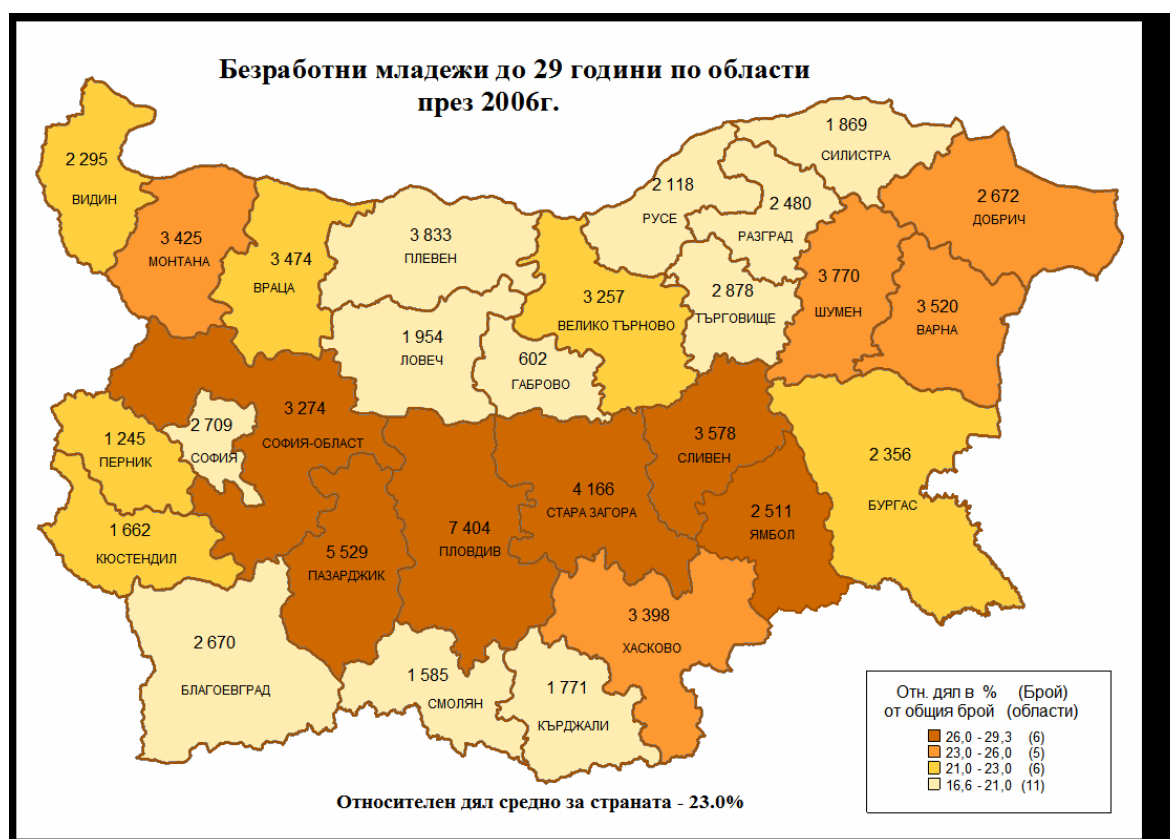 Безработни младежи до 29 години по области
през 2006г.
1 869
СИЛИСТРА
2 295
ВИДИН
2 118
РУСЕ
2 480
РАЗГРАД
2 672
ДОБРИЧ
3 425
МОНТАНА
3 474
ВРАЦА
3 833
ПЛЕВЕН
3 257
ВЕЛИКО ТЪРНОВО
2 878
ТЪРГОВИЩЕ
3 770
ШУМЕН
3 520
ВАРНА
1 954
ЛОВЕЧ
602
ГАБРОВО
3 274
СОФИЯ-ОБЛАСТ
2 709
СОФИЯ
1 245
ПЕРНИК
3 578
СЛИВЕН
2 356
БУРГАС
4 166
СТАРА ЗАГОРА
2 511
ЯМБОЛ
1 662
КЮСТЕНДИЛ
5 529
ПАЗАРДЖИК
7 404
ПЛОВДИВ
3 398
ХАСКОВО
2 670
БЛАГОЕВГРАД
1 585
СМОЛЯН
1 771
КЪРДЖАЛИ
Отн. дял в % (Брой)
от общия брой (области)
26,0 - 29,3 (6)
23,0 - 26,0 (5)
21,0 - 23,0 (6)
16,6 - 21,0 (11)
Относителен дял средно за страната - 23.0%